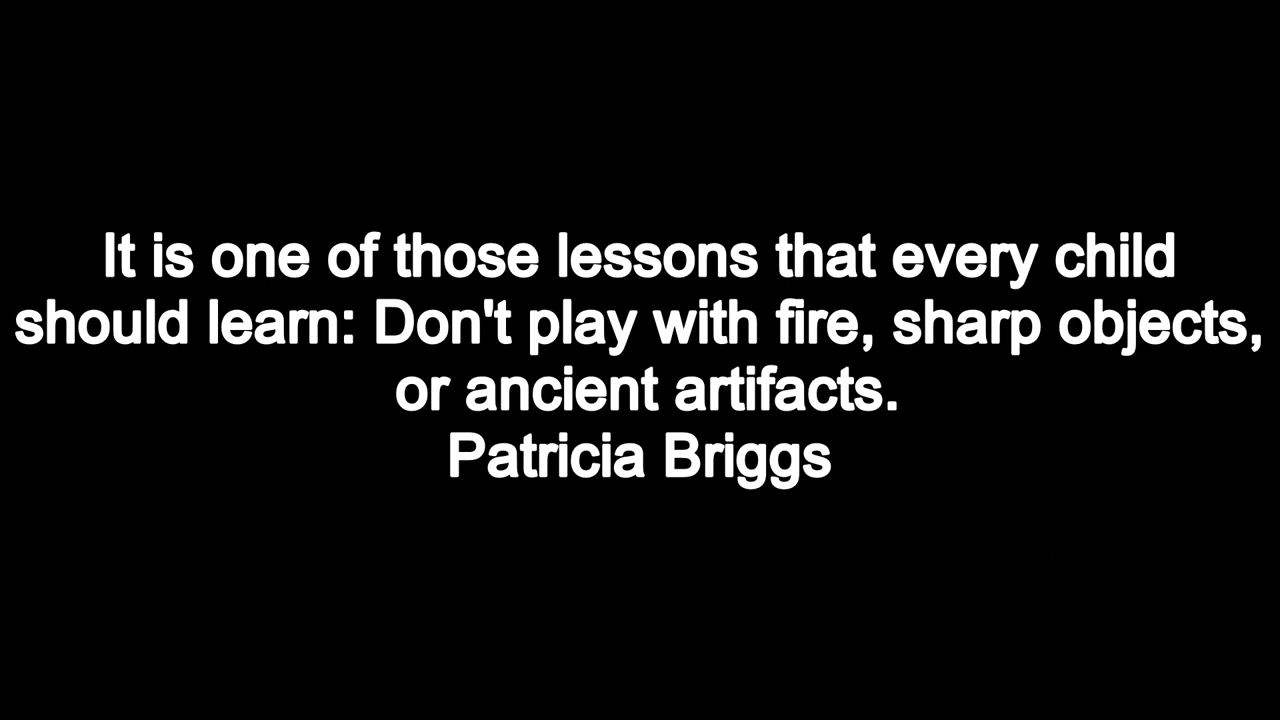 It is one of those lessons that every child
should learn: Don't play with fire, sharp objects,
or ancient artifacts.
Patricia Briggs